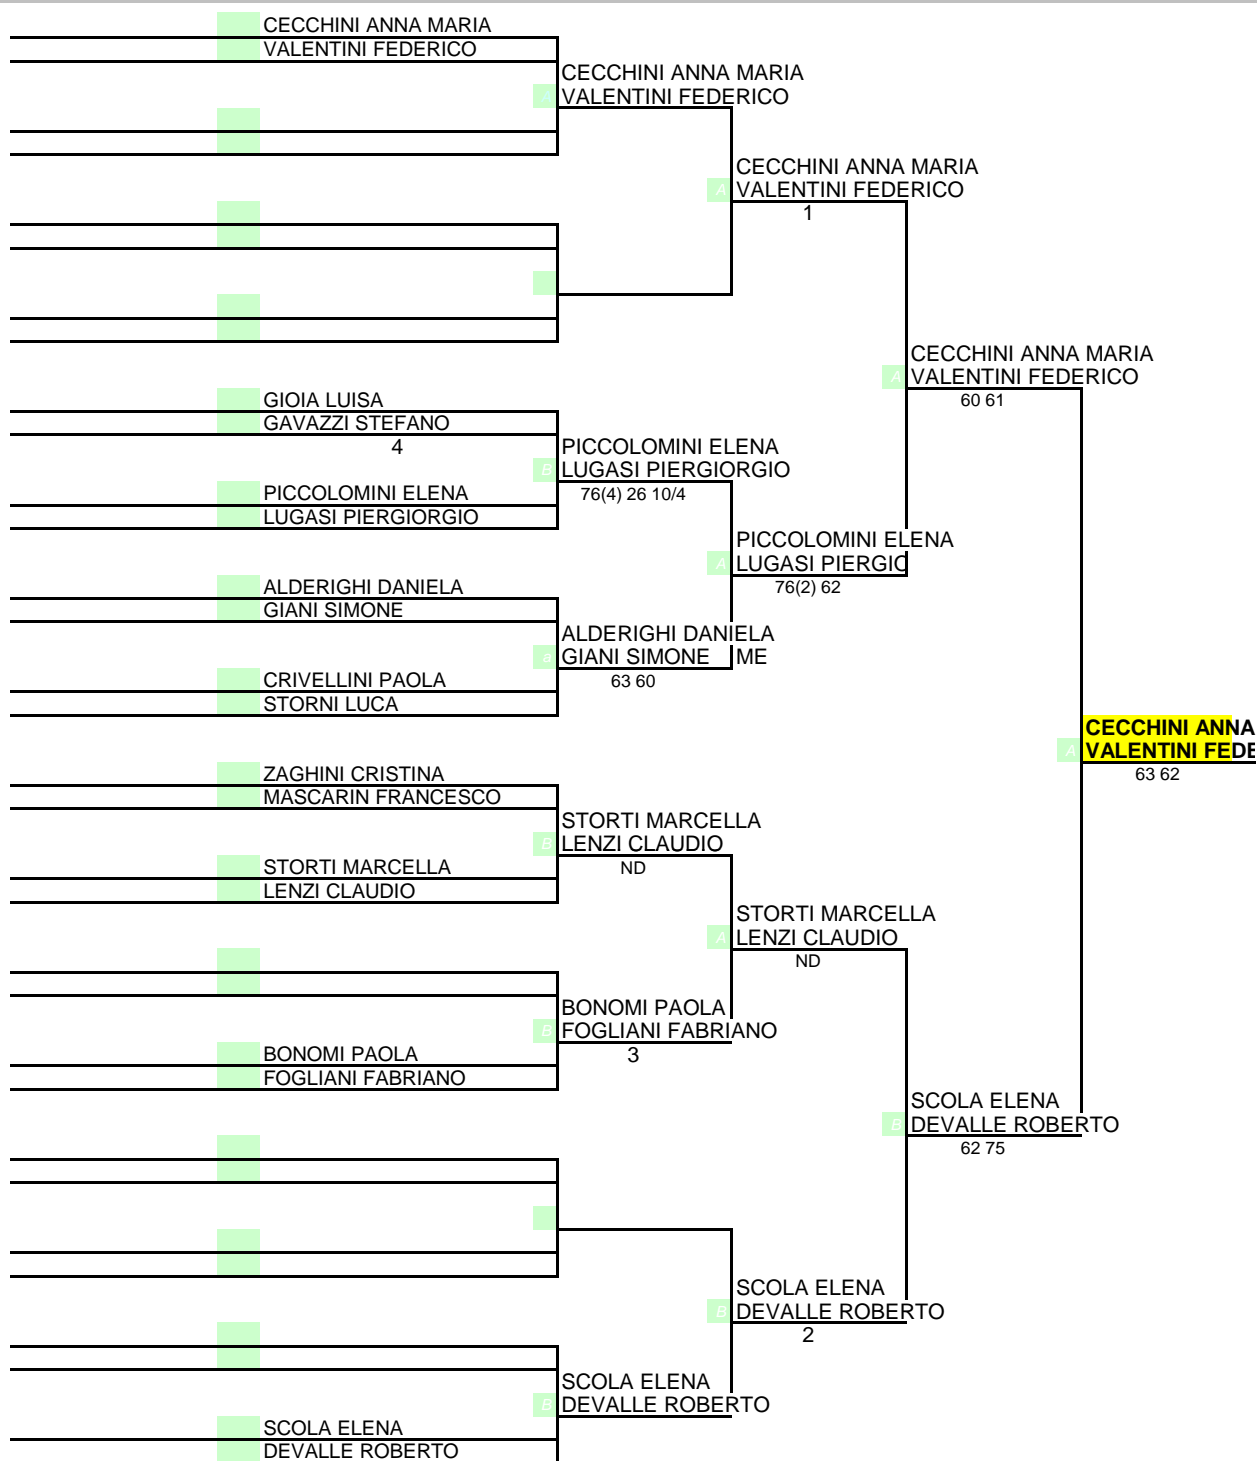 CECCHINI ANNA MARIA
VALENTINI FEDERICO
CECCHINI ANNA MARIA
VALENTINI FEDERICO
CECCHINI ANNA MARIA
A VALENTINI FEDERICO
1
CECCHINI ANNA MARIA
A VALENTINI FEDERICO
60 61
GIOIA LUISA
GAVAZZI STEFANO
4
PICCOLOMINI ELENA
B LUGASI PIERGIORGIO
76(4) 26 10/4
PICCOLOMINI ELENA
LUGASI PIERGIORGIO
PICCOLOMINI ELENA
A LUGASI PIERGIO
76(2) 62
ALDERIGHI DANIELA
GIANI SIMONE
ALDERIGHI DANIELA
a GIANI SIMONE ME
63 60
CRIVELLINI PAOLA
STORNI LUCA
CECCHINI ANNA
A VALENTINI FEDE
63 62
ZAGHINI CRISTINA
MASCARIN FRANCESCO
STORTI MARCELLA
B LENZI CLAUDIO
ND
STORTI MARCELLA
LENZI CLAUDIO
STORTI MARCELLA
A LENZI CLAUDIO
ND
BONOMI PAOLA
B FOGLIANI FABRIANO
3
BONOMI PAOLA
FOGLIANI FABRIANO
SCOLA ELENA
B DEVALLE ROBERTO
62 75
SCOLA ELENA
B DEVALLE ROBERTO
2
SCOLA ELENA
B DEVALLE ROBERTO
SCOLA ELENA
DEVALLE ROBERTO